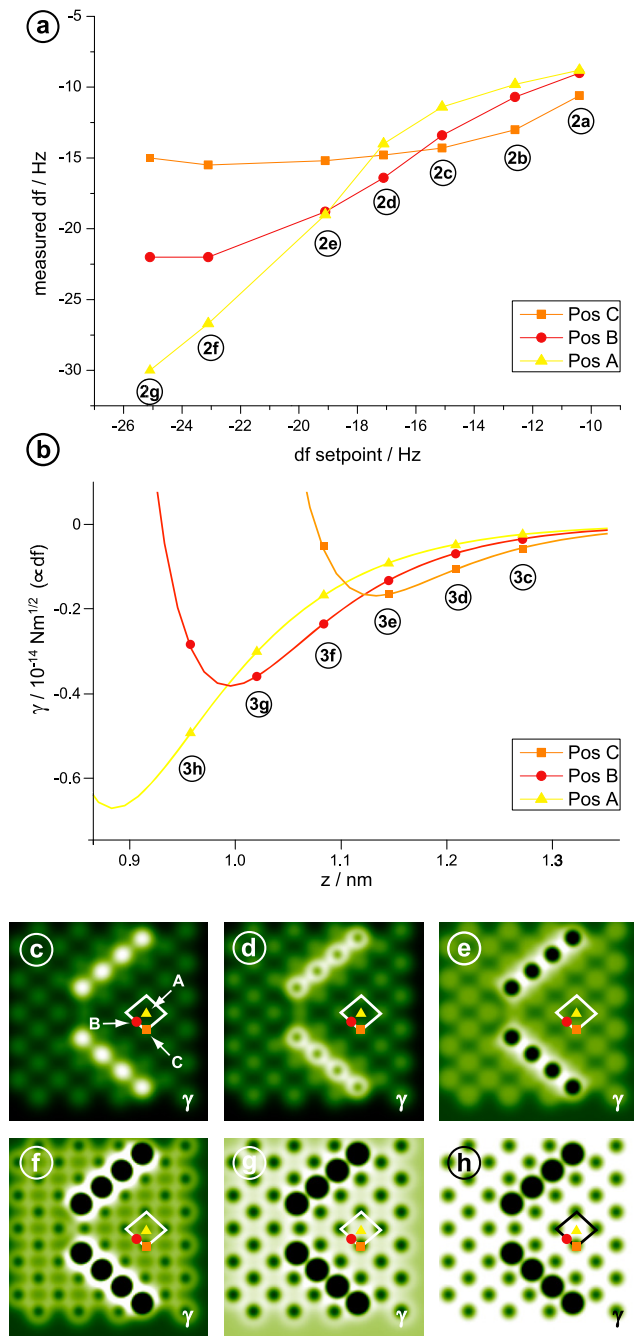 a
-5
-10
-15
-20
-25
-30
measured df / Hz
2a
2b
2c
2d
2e
2f
2g
Pos C
Pos B
Pos A
-26 -24 -22 -20 -18 -16 -14 -12 -10
df setpoint / Hz
b
0
-0.2
-0.4
-0.6
γ / 10⁻¹⁴ Nm¹ᐟ² (∝df)
3c
3d
3e
3f
3g
3h
Pos C
Pos B
Pos A
0.9 1.0 1.1 1.2 1.3
z / nm
c
A
B
C
γ
d
γ
e
γ
f
γ
g
γ
h
γ